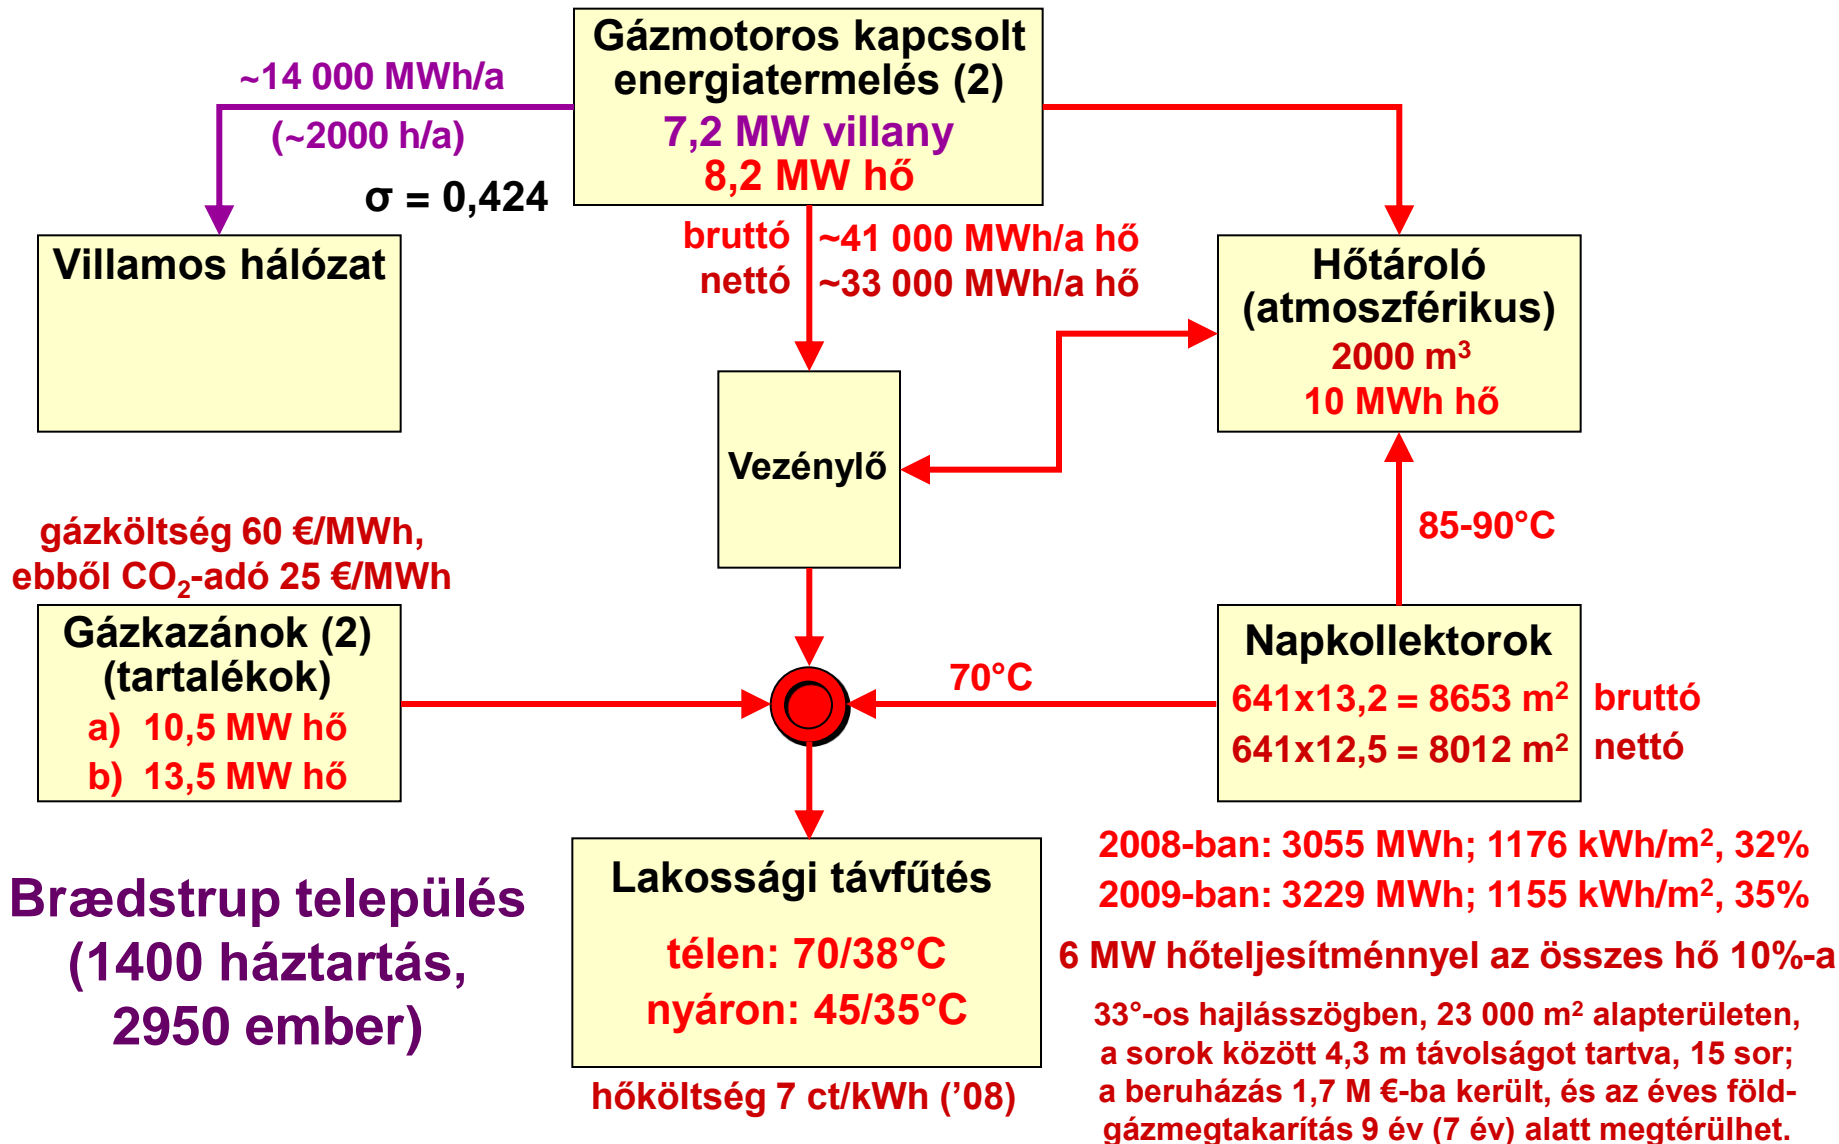 Gázmotoros kapcsolt
energiatermelés (2)
7,2 MW villany
8,2 MW hő
~14 000 MWh/a
(~2000 h/a)
σ = 0,424
bruttó ~41 000 MWh/a hő
nettó ~33 000 MWh/a hő
Villamos hálózat
Hőtároló
(atmoszférikus)
2000 m³
10 MWh hő
Vezénylő
85-90°C
gázköltség 60 €/MWh,
ebből CO₂-adó 25 €/MWh
Gázkazánok (2)
(tartalékok)
a) 10,5 MW hő
b) 13,5 MW hő
70°C
Napkollektorok
641x13,2 = 8653 m² bruttó
641x12,5 = 8012 m² nettó
Brædstrup település
(1400 háztartás,
2950 ember)
Lakossági távfűtés
télen: 70/38°C
nyáron: 45/35°C
hőköltség 7 ct/kWh (’08)
2008-ban: 3055 MWh; 1176 kWh/m², 32%
2009-ban: 3229 MWh; 1155 kWh/m², 35%
6 MW hőteljesítménnyel az összes hő 10%-a
33°-os hajlásszögben, 23 000 m² alapterületen,
a sorok között 4,3 m távolságot tartva, 15 sor;
a beruházás 1,7 M €-ba került, és az éves föld-
gázmegtakarítás 9 év (7 év) alatt megtérülhet.